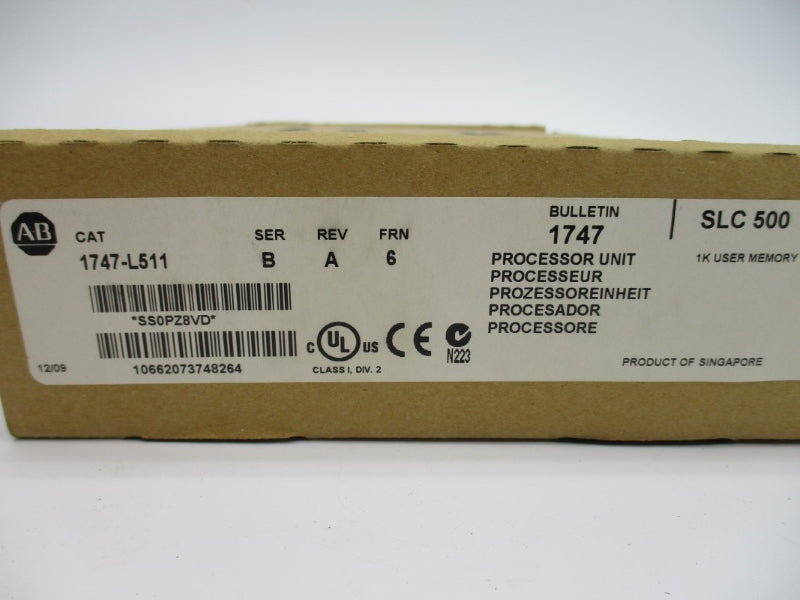 AB
CAT
1747-L511
SER
B
REV
A
FRN
6
*SS0PZ8VD*
10662073748264
12/09
C UL US
CLASS I, DIV. 2
CE
N223
BULLETIN
1747
PROCESSOR UNIT
PROCESSEUR
PROZESSOREINHEIT
PROCESADOR
PROCESSORE
SLC 500
1K USER MEMORY
PRODUCT OF SINGAPORE